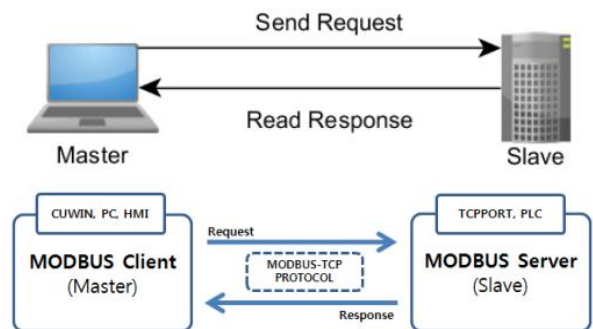 Send Request
Read Response
Master
Slave
CUWIN, PC, HMI
TCPPORT, PLC
Request
MODBUS Client
(Master)
MODBUS-TCP
PROTOCOL
MODBUS Server
(Slave)
Response